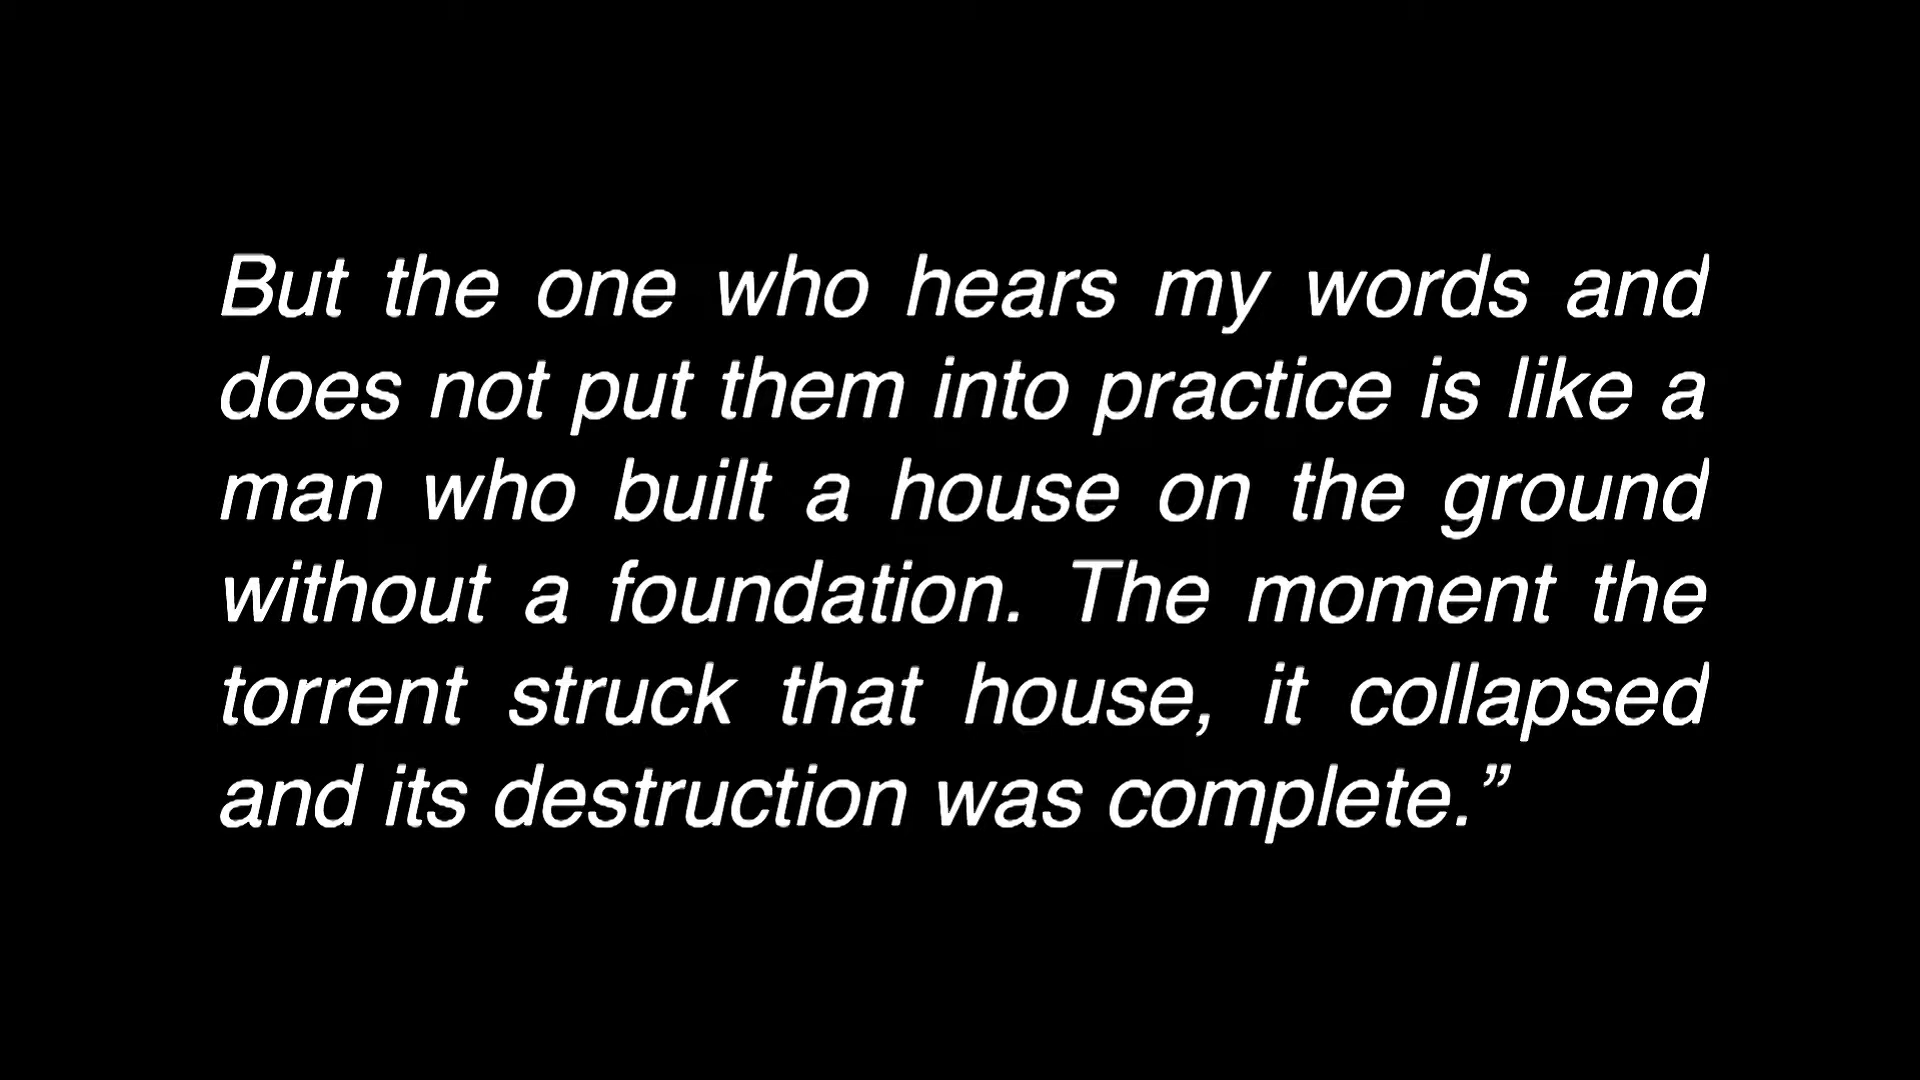 But the one who hears my words and
does not put them into practice is like a
man who built a house on the ground
without a foundation. The moment the
torrent struck that house, it collapsed
and its destruction was complete.”